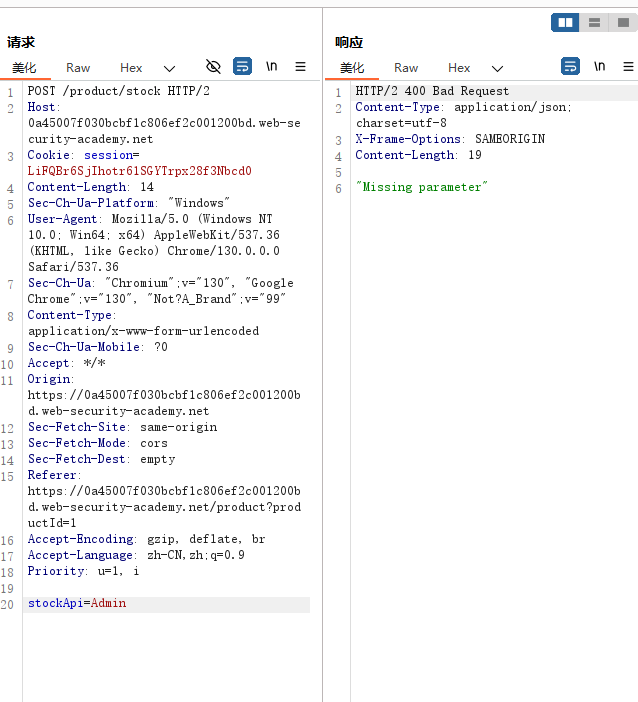 请求
美化 Raw Hex \n
1 POST /product/stock HTTP/2
2 Host:
0a45007f030bcbf1c806ef2c001200bd.web-se
curity-academy.net
3 Cookie: session=
LiFQBr6SjIhotr61SGYTrpx28f3Nbcd0
4 Content-Length: 14
5 Sec-Ch-Ua-Platform: "Windows"
6 User-Agent: Mozilla/5.0 (Windows NT
10.0; Win64; x64) AppleWebKit/537.36
(KHTML, like Gecko) Chrome/130.0.0.0
Safari/537.36
7 Sec-Ch-Ua: "Chromium";v="130", "Google
Chrome";v="130", "Not?A_Brand";v="99"
8 Content-Type:
application/x-www-form-urlencoded
9 Sec-Ch-Ua-Mobile: ?0
10 Accept: */*
11 Origin:
https://0a45007f030bcbf1c806ef2c001200b
d.web-security-academy.net
12 Sec-Fetch-Site: same-origin
13 Sec-Fetch-Mode: cors
14 Sec-Fetch-Dest: empty
15 Referer:
https://0a45007f030bcbf1c806ef2c001200b
d.web-security-academy.net/product?pro
ductId=1
16 Accept-Encoding: gzip, deflate, br
17 Accept-Language: zh-CN,zh;q=0.9
18 Priority: u=1, i
19
20 stockApi=Admin
响应
美化 Raw Hex \n
1 HTTP/2 400 Bad Request
2 Content-Type: application/json;
charset=utf-8
3 X-Frame-Options: SAMEORIGIN
4 Content-Length: 19
5
6 "Missing parameter"